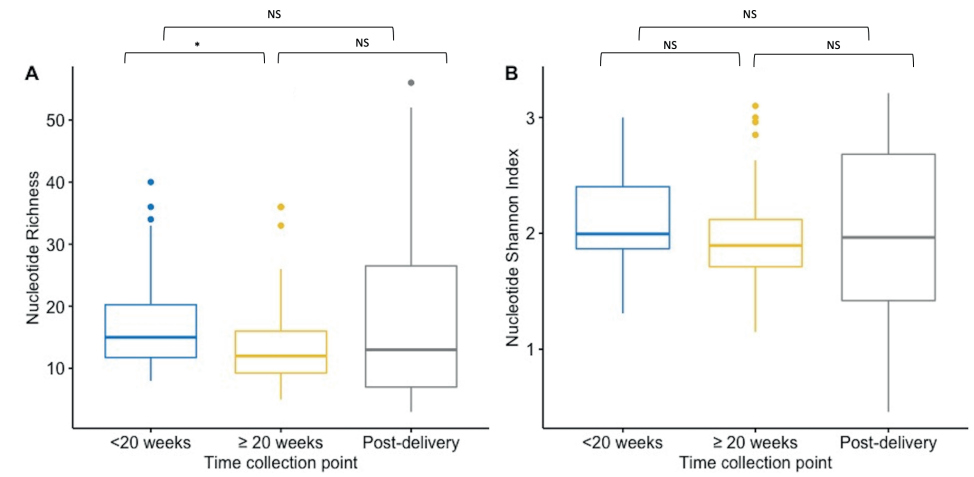 NS
* NS
A
Nucleotide Richness
50
40
30
20
10
<20 weeks ≥ 20 weeks Post-delivery
Time collection point
NS
NS NS
B
Nucleotide Shannon Index
3
2
1
<20 weeks ≥ 20 weeks Post-delivery
Time collection point